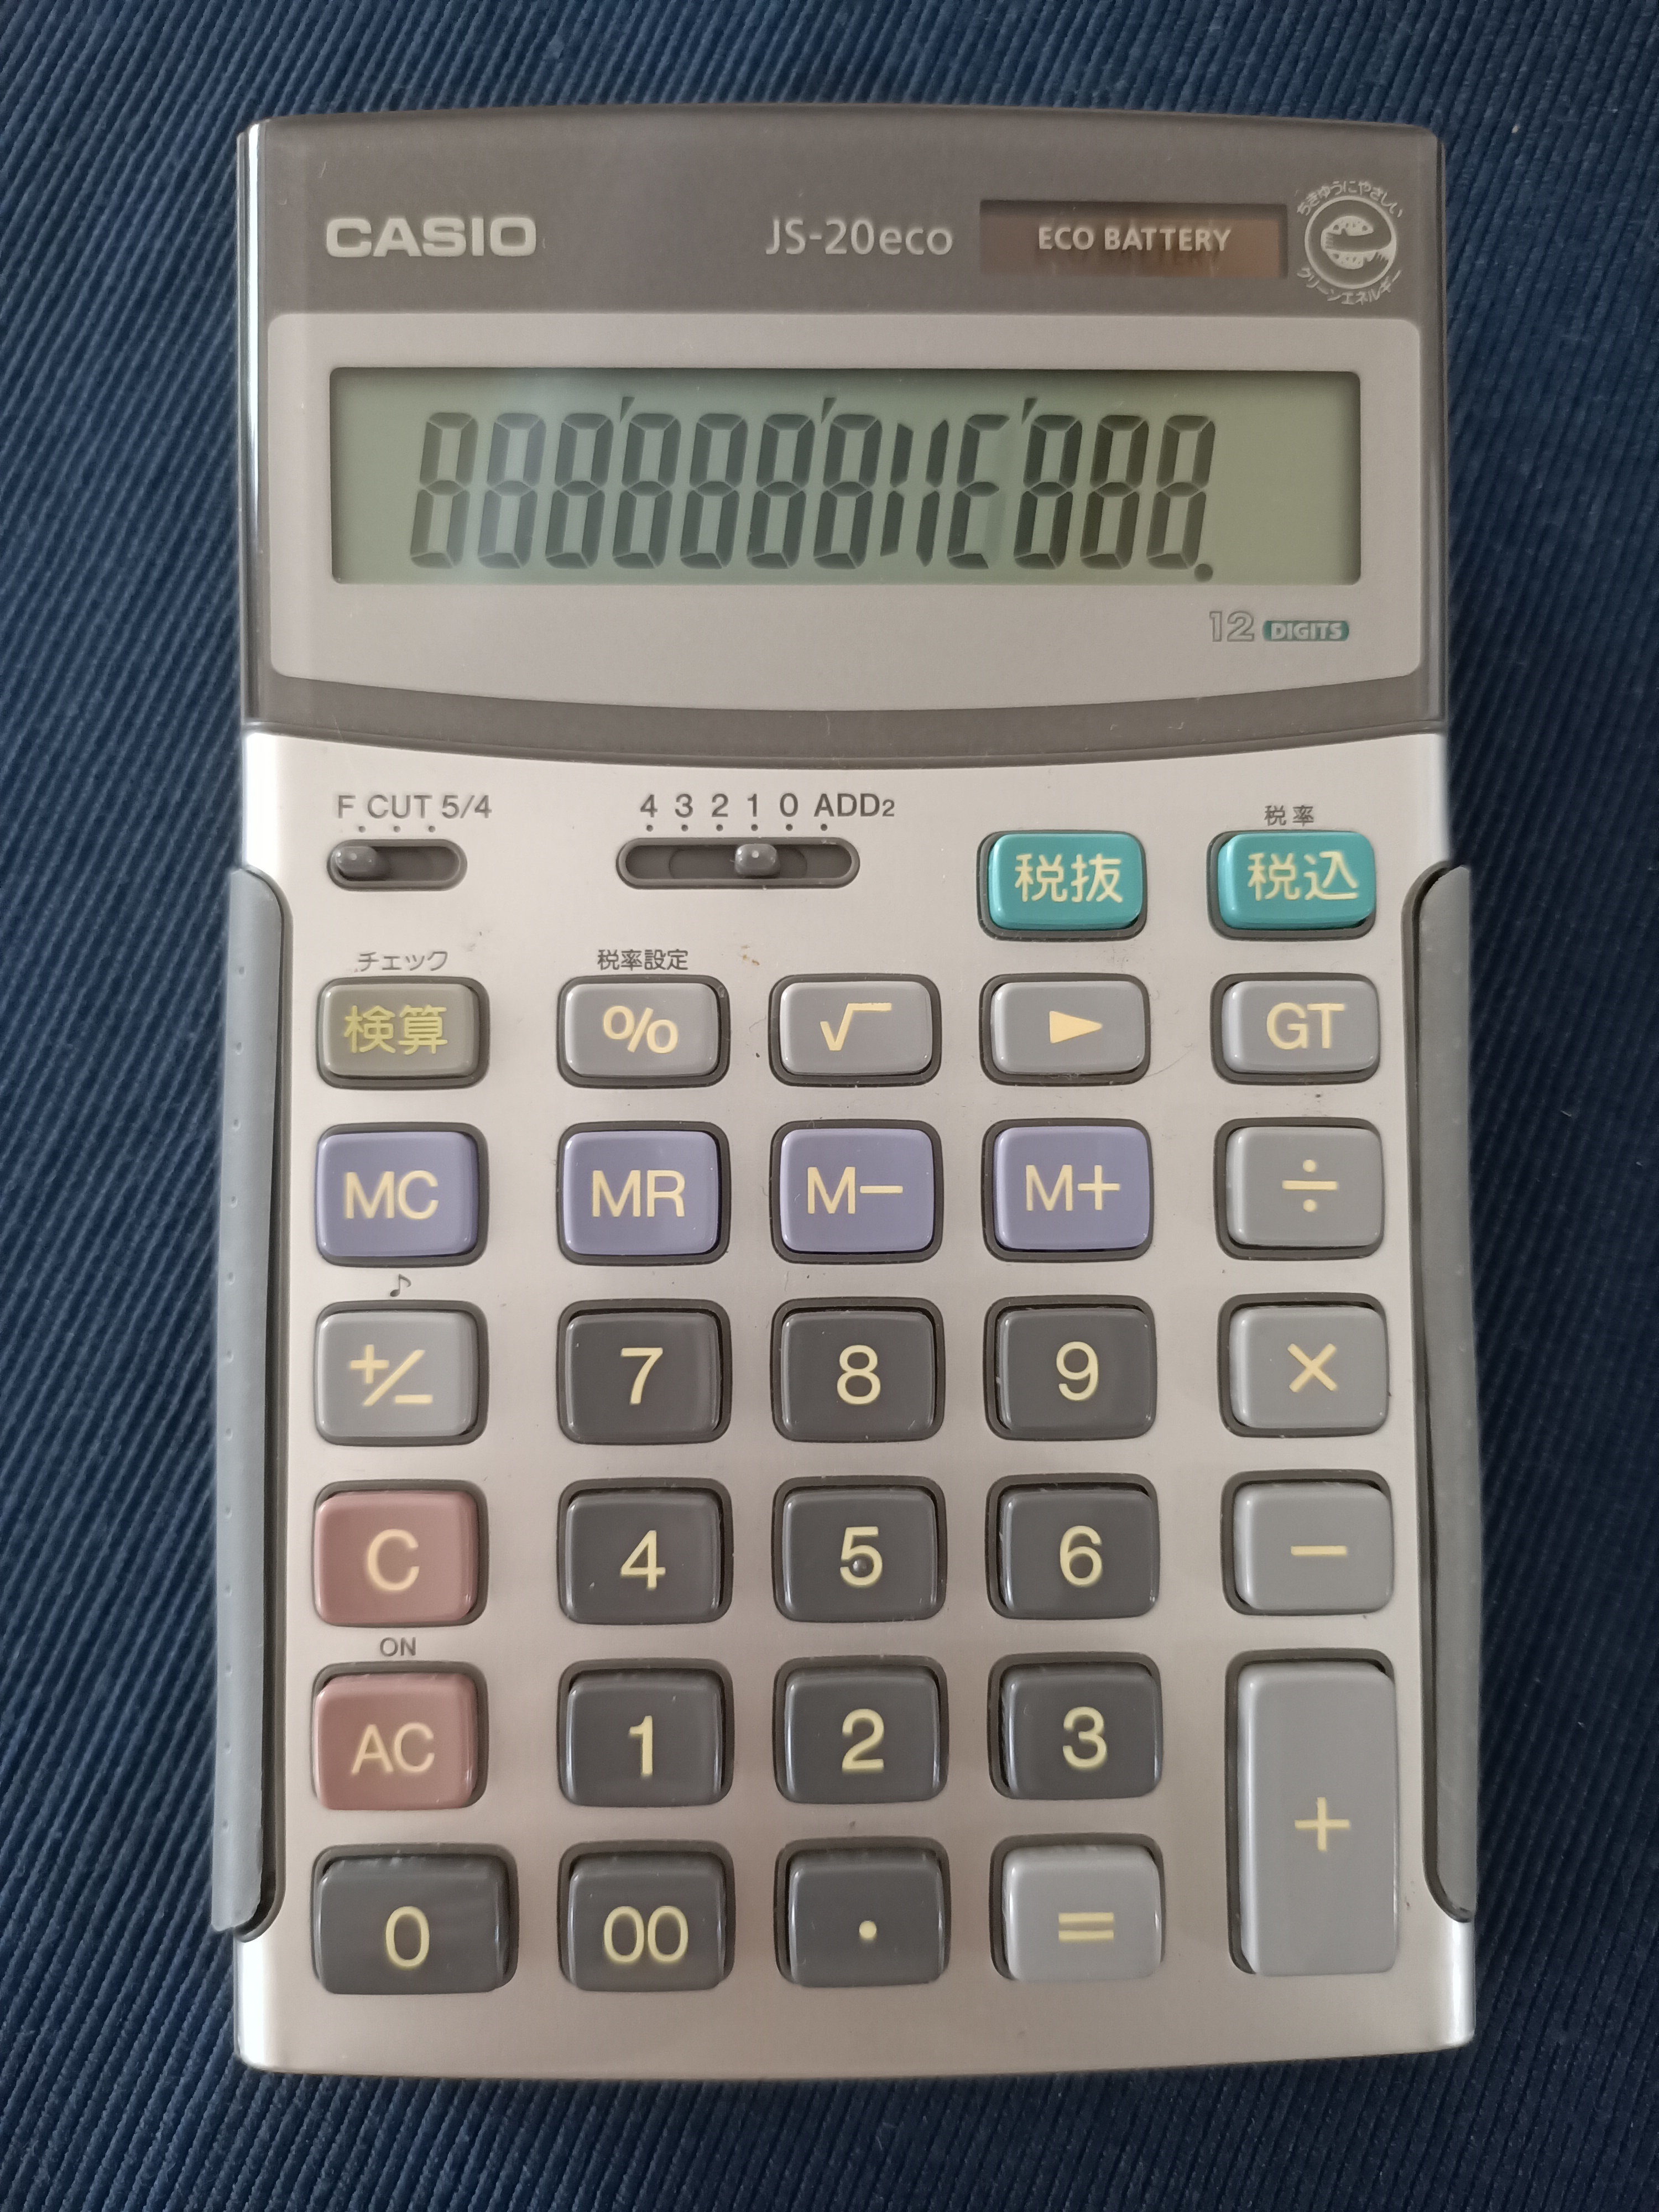 CASIO JS-20eco ECO BATTERY ちきゅうにやさしい グリーンエネルギー
12 DIGITS
F CUT 5/4 4 3 2 1 0 ADD2 税率
税抜 税込
チェック 税率設定
検算 % √ ▶ GT
MC MR M− M+ ÷
♪
+/− 7 8 9 ×
C 4 5 6 −
ON
AC 1 2 3 +
0 00 . =